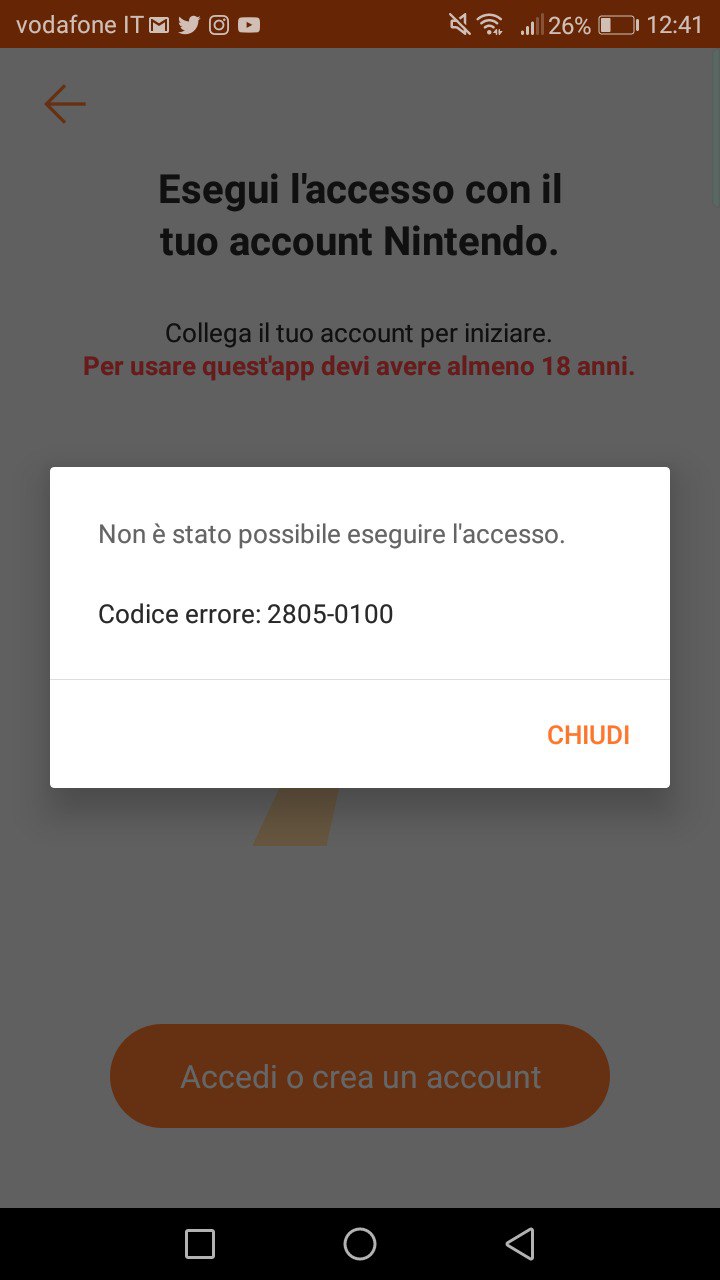 vodafone IT 26% 12:41
Esegui l'accesso con il
tuo account Nintendo.
Collega il tuo account per iniziare.
Per usare quest'app devi avere almeno 18 anni.
Non è stato possibile eseguire l'accesso.
Codice errore: 2805-0100
CHIUDI
Accedi o crea un account